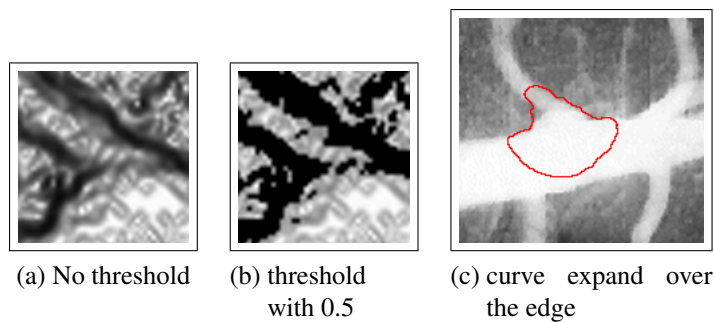 (a) No threshold
(b) threshold
with 0.5
(c) curve expand over
the edge